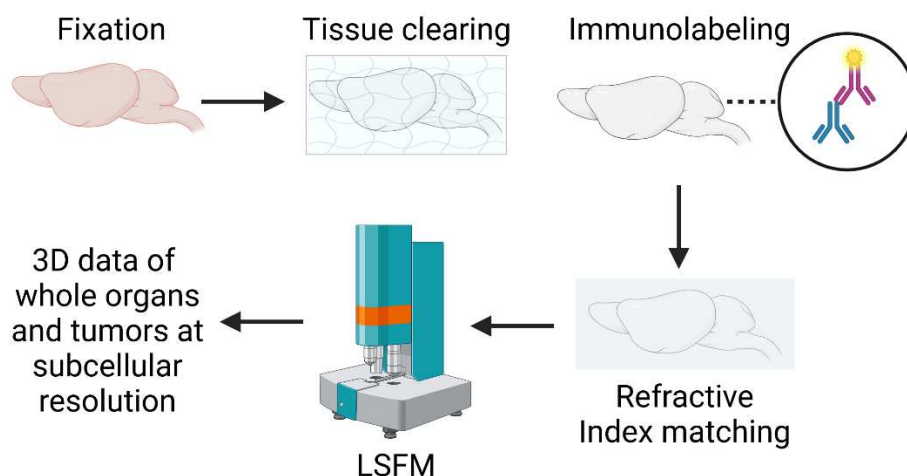 Fixation
Tissue clearing
Immunolabeling
3D data of
whole organs
and tumors at
subcellular
resolution
LSFM
Refractive
Index matching